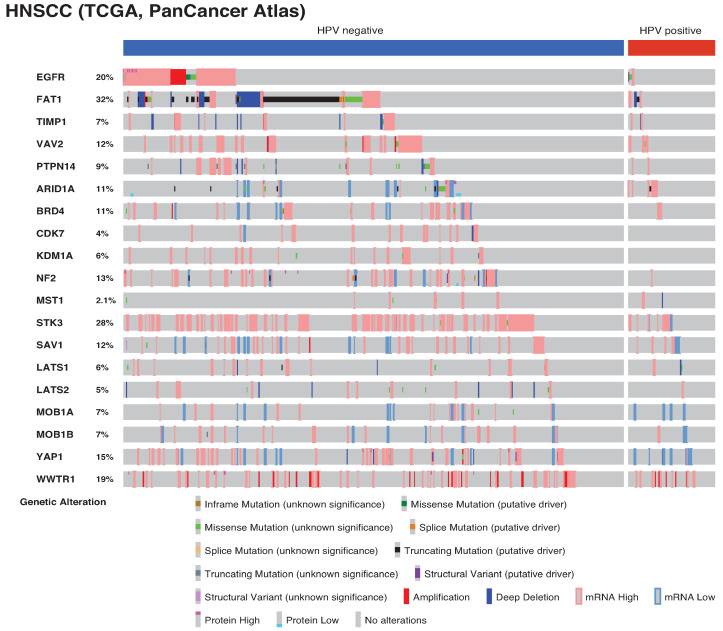 HNSCC (TCGA, PanCancer Atlas)
HPV negative HPV positive
EGFR 20%
FAT1 32%
TIMP1 7%
VAV2 12%
PTPN14 9%
ARID1A 11%
BRD4 11%
CDK7 4%
KDM1A 6%
NF2 13%
MST1 2.1%
STK3 28%
SAV1 12%
LATS1 6%
LATS2 5%
MOB1A 7%
MOB1B 7%
YAP1 15%
WWTR1 19%
Genetic Alteration Inframe Mutation (unknown significance) Missense Mutation (putative driver)
Missense Mutation (unknown significance) Splice Mutation (putative driver)
Splice Mutation (unknown significance) Truncating Mutation (putative driver)
Truncating Mutation (unknown significance) Structural Variant (putative driver)
Structural Variant (unknown significance) Amplification Deep Deletion mRNA High mRNA Low
Protein High Protein Low No alterations